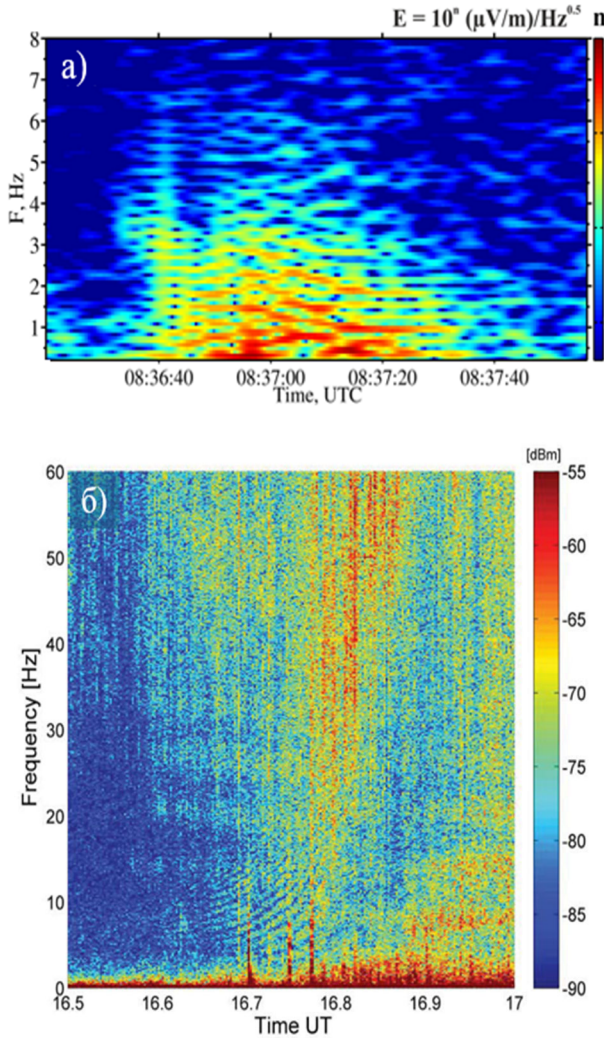 E = 10ⁿ (μV/m)/Hz⁰·⁵ n
а)
8
7
6
5
4
3
2
1
F, Hz
08:36:40 08:37:00 08:37:20 08:37:40
Time, UTC
[dBm]
б)
60
50
40
30
20
10
0
Frequency [Hz]
16.5 16.6 16.7 16.8 16.9 17
Time UT
-55
-60
-65
-70
-75
-80
-85
-90